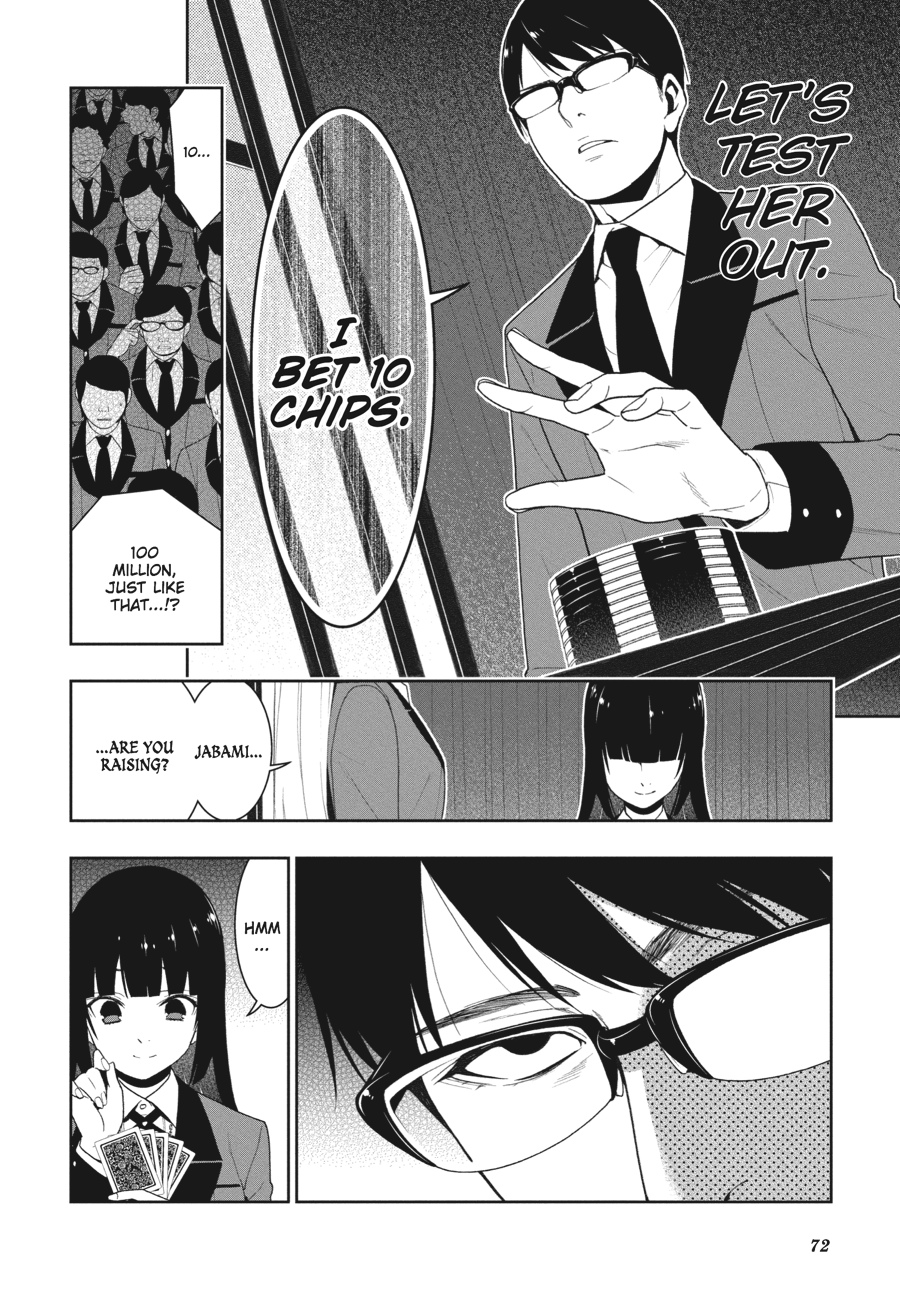 LET'S
TEST
HER
OUT.
I
BET 10
CHIPS.
10...
100
MILLION,
JUST LIKE
THAT...!?
JABAMI...
...ARE YOU
RAISING?
HMM
...
72